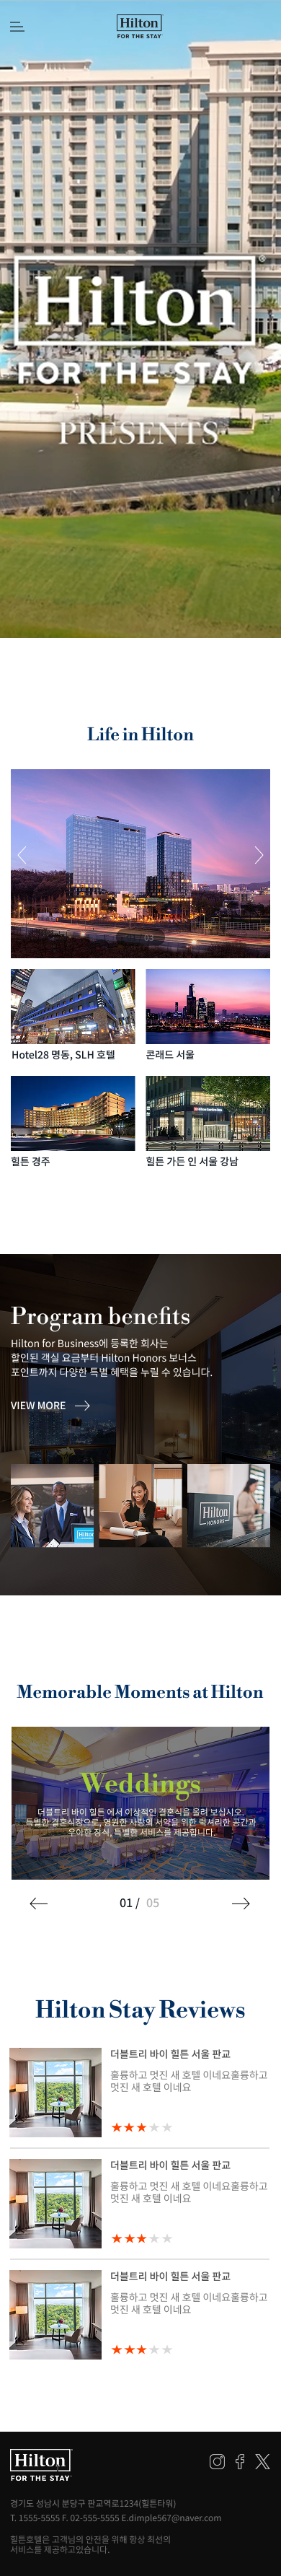 Hilton
FOR THE STAY
Hilton
FOR THE STAY
PRESENTS
Life in Hilton
03
Hotel28 명동, SLH 호텔
콘래드 서울
힐튼 경주
힐튼 가든 인 서울 강남
Program benefits
Hilton for Business에 등록한 회사는
할인된 객실 요금부터 Hilton Honors 보너스
포인트까지 다양한 특별 혜택을 누릴 수 있습니다.
VIEW MORE
Hilton
Hilton
HONORS
Memorable Moments at Hilton
Weddings
더블트리 바이 힐튼 에서 이상적인 결혼식을 올려 보십시오.
특별한 결혼식장으로, 영원한 사랑의 서약을 위한 럭셔리한 공간과
우아한 장식, 특별한 서비스를 제공합니다.
01 / 05
Hilton Stay Reviews
더블트리 바이 힐튼 서울 판교
훌륭하고 멋진 새 호텔 이네요훌륭하고
멋진 새 호텔 이네요
더블트리 바이 힐튼 서울 판교
훌륭하고 멋진 새 호텔 이네요훌륭하고
멋진 새 호텔 이네요
더블트리 바이 힐튼 서울 판교
훌륭하고 멋진 새 호텔 이네요훌륭하고
멋진 새 호텔 이네요
Hilton
FOR THE STAY
경기도 성남시 분당구 판교역로1234(힐튼타워)
T. 1555-5555 F. 02-555-5555 E.dimple567@naver.com
힐튼호텔은 고객님의 안전을 위해 항상 최선의
서비스를 제공하고있습니다.